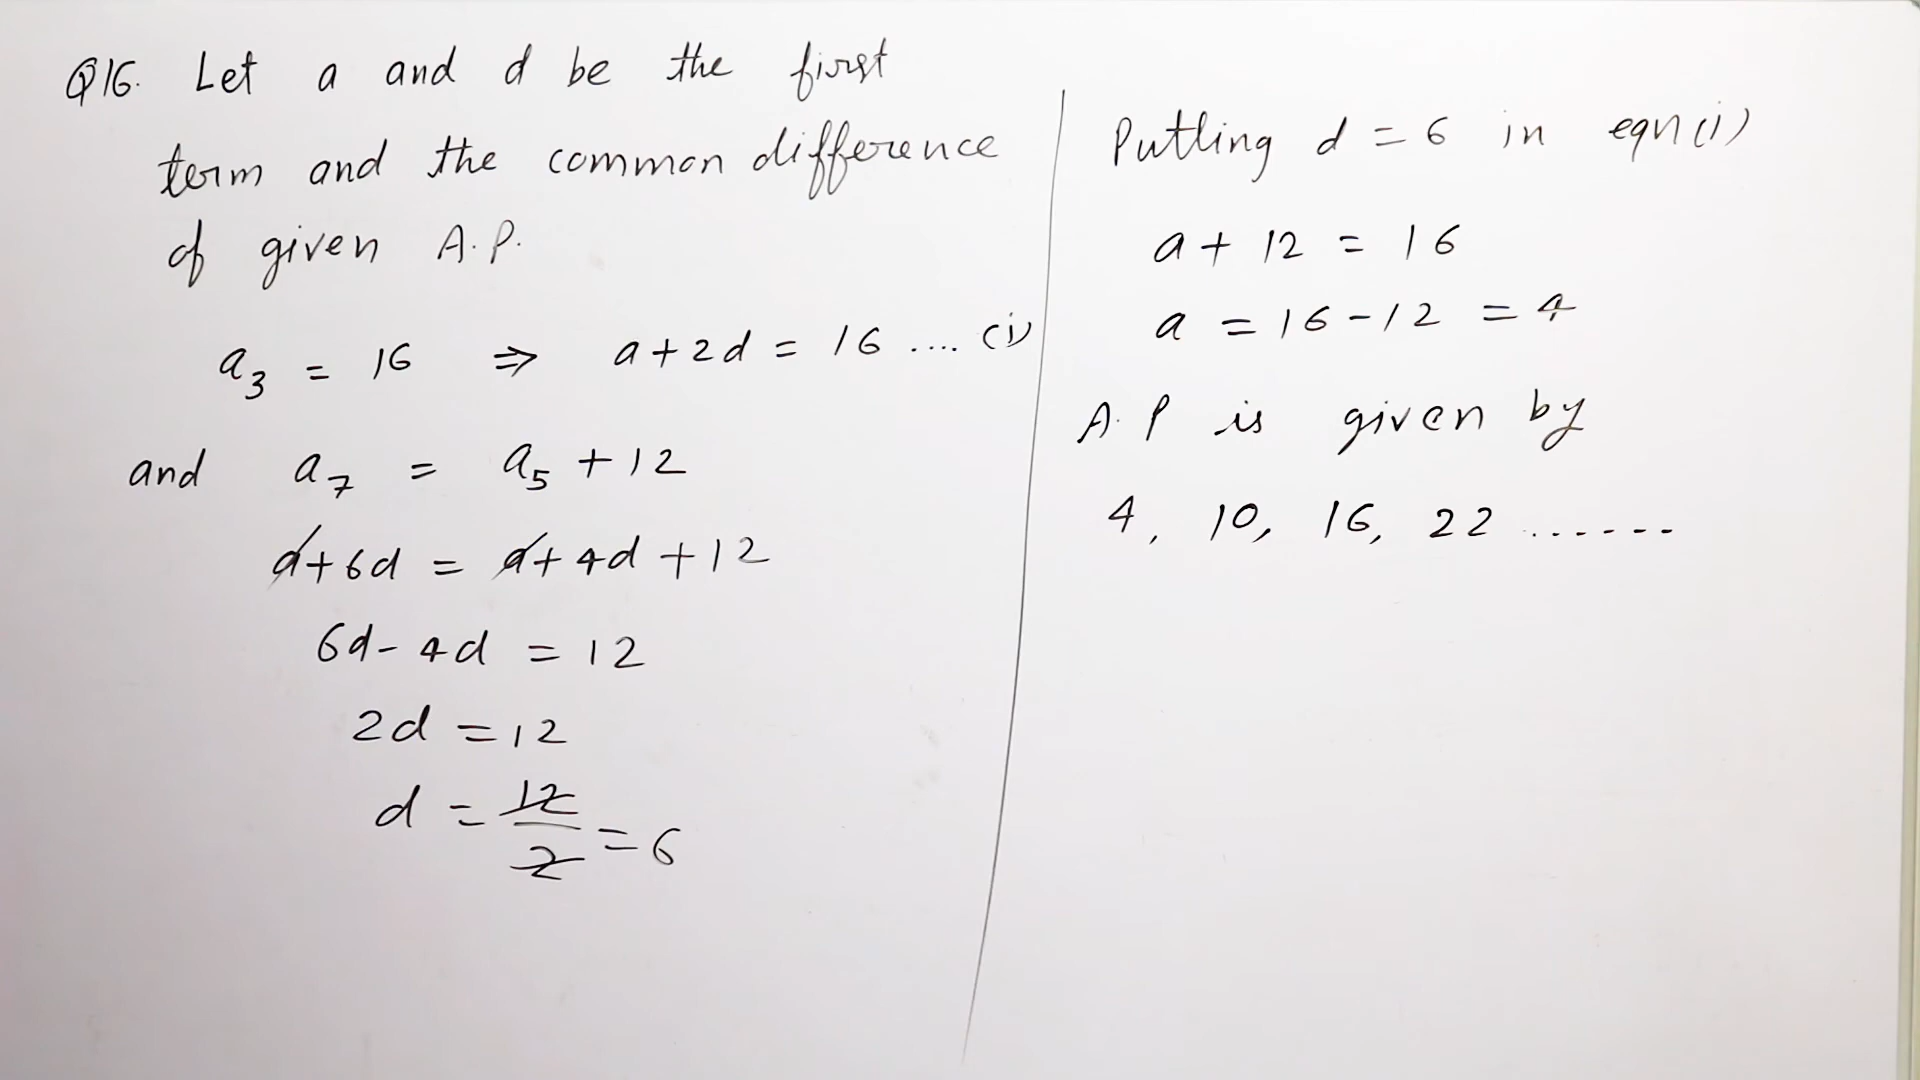 Q16. Let a and d be the first
term and the common difference
of given A.P.
a₃ = 16 ⇒ a + 2d = 16 .... (i)
and a₇ = a₅ + 12
a + 6d = a + 4d + 12
6d - 4d = 12
2d = 12
d = 12/2 = 6
Putting d = 6 in eqn (i)
a + 12 = 16
a = 16 - 12 = 4
A.P is given by
4, 10, 16, 22 ......